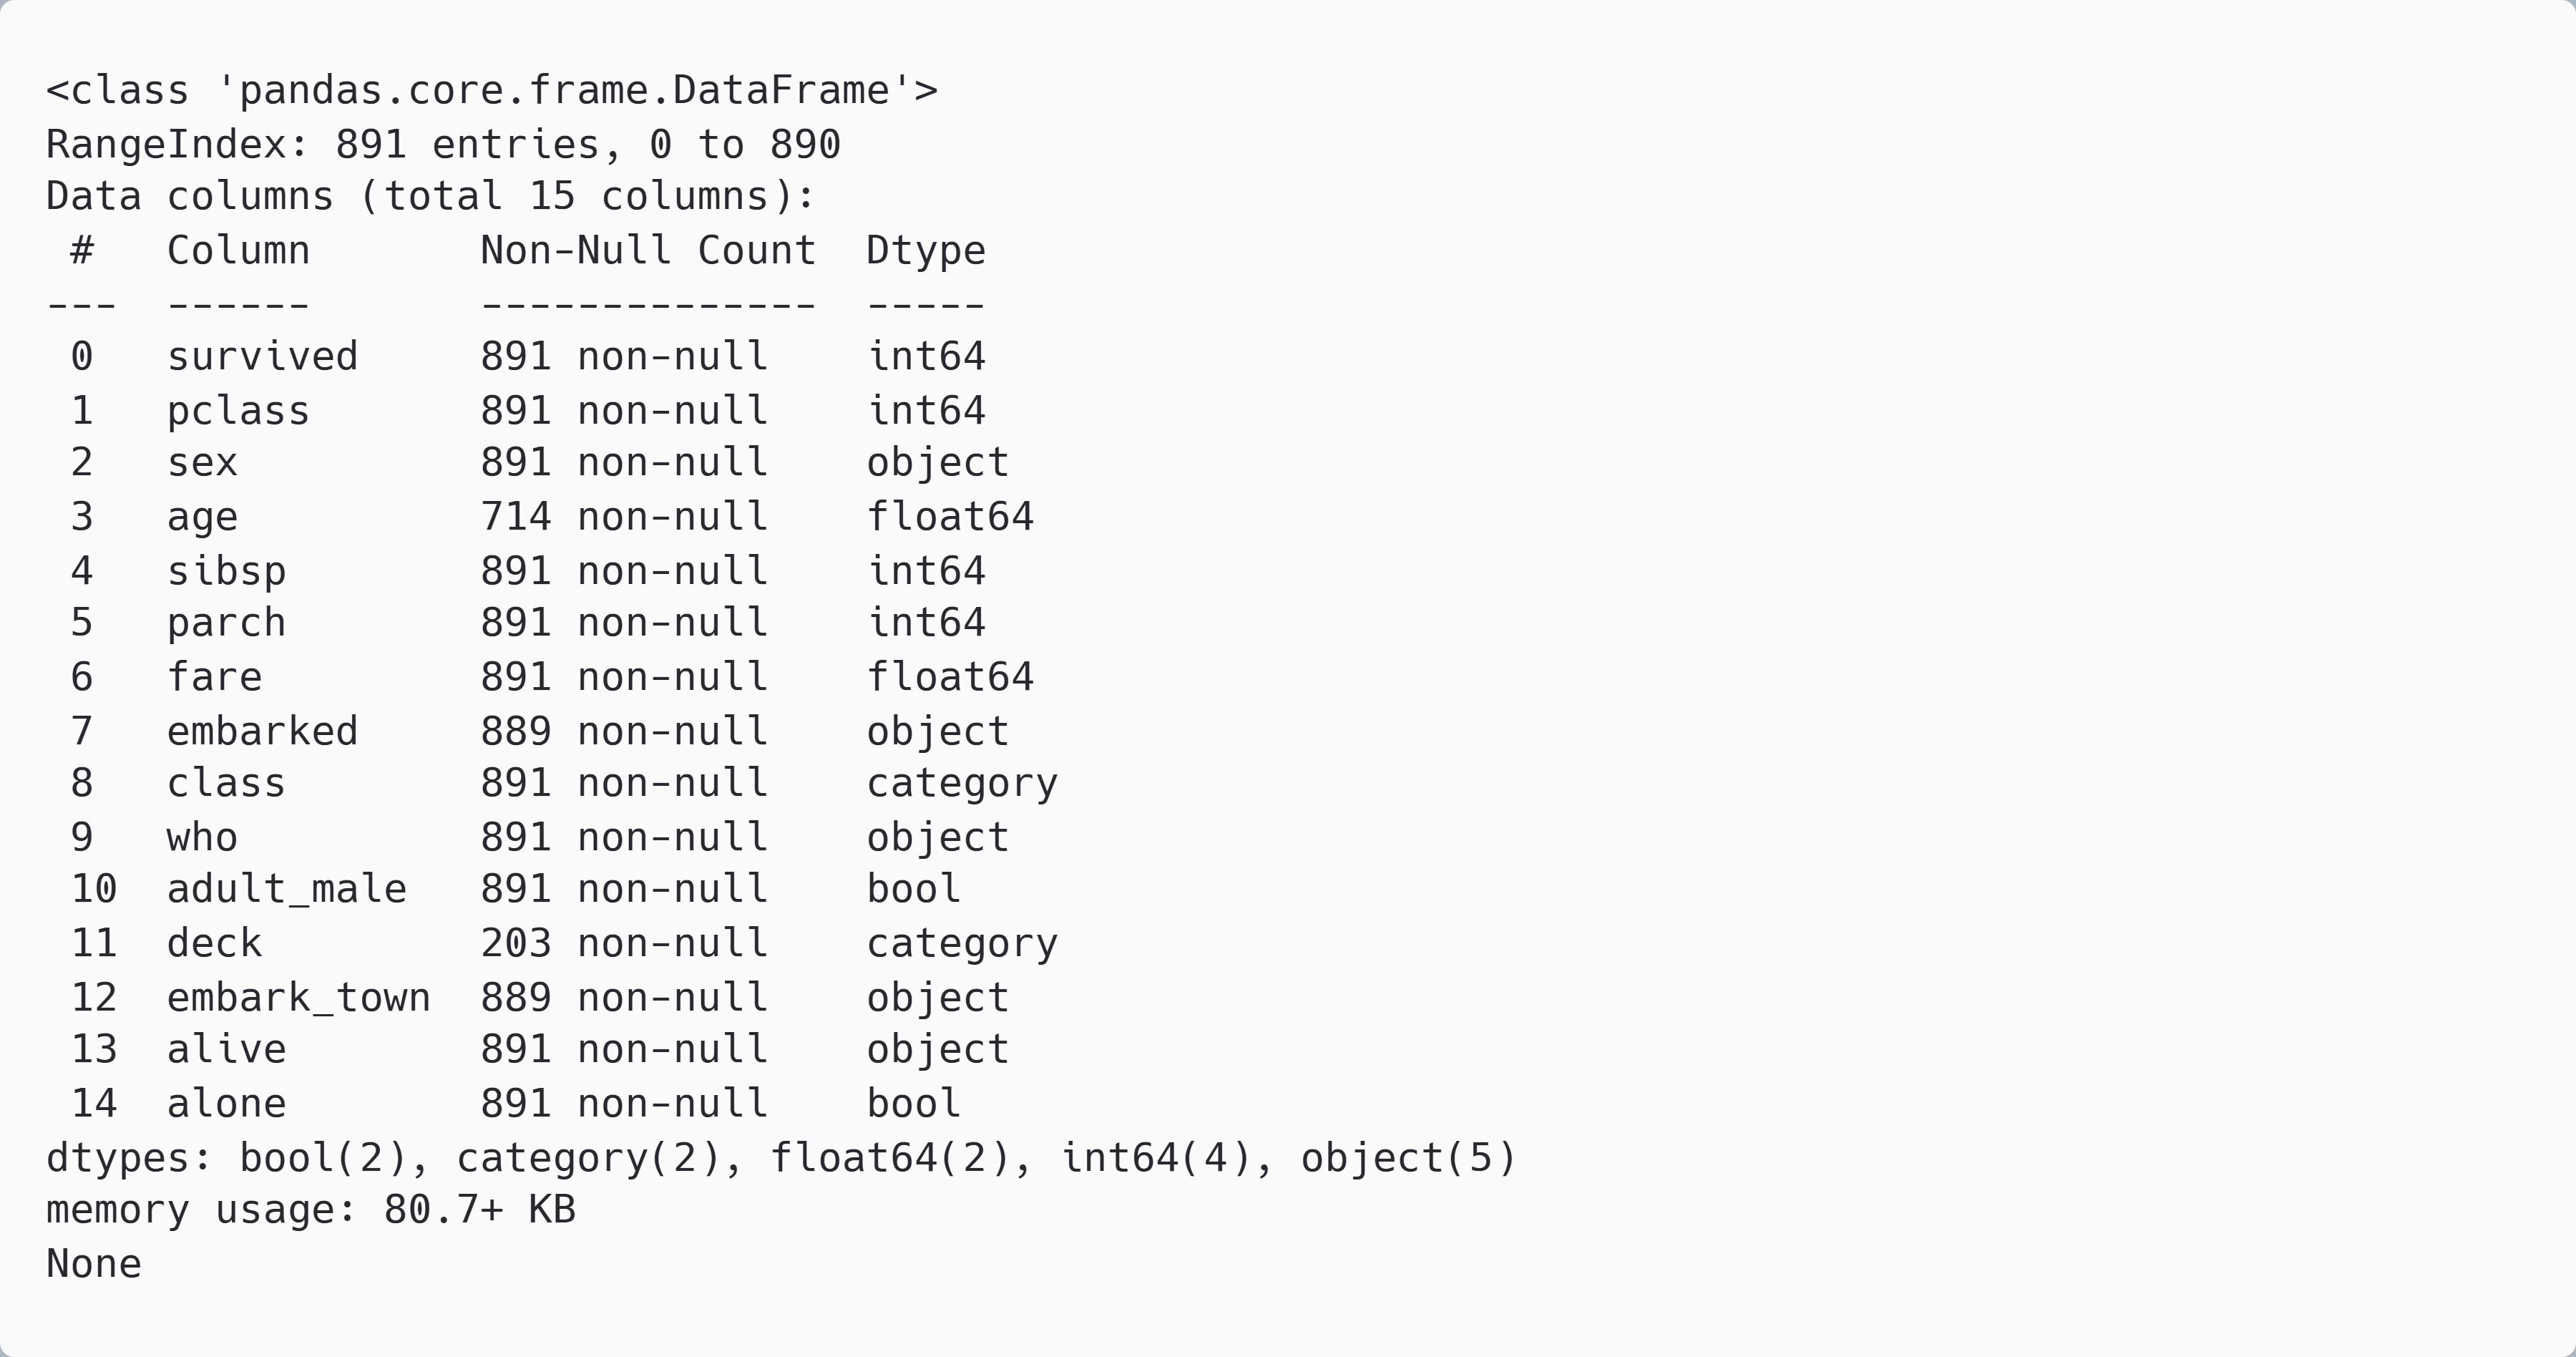 <class 'pandas.core.frame.DataFrame'>
RangeIndex: 891 entries, 0 to 890
Data columns (total 15 columns):
 #   Column       Non-Null Count  Dtype
---  ------       --------------  -----
 0   survived     891 non-null    int64
 1   pclass       891 non-null    int64
 2   sex          891 non-null    object
 3   age          714 non-null    float64
 4   sibsp        891 non-null    int64
 5   parch        891 non-null    int64
 6   fare         891 non-null    float64
 7   embarked     889 non-null    object
 8   class        891 non-null    category
 9   who          891 non-null    object
 10  adult_male   891 non-null    bool
 11  deck         203 non-null    category
 12  embark_town  889 non-null    object
 13  alive        891 non-null    object
 14  alone        891 non-null    bool
dtypes: bool(2), category(2), float64(2), int64(4), object(5)
memory usage: 80.7+ KB
None